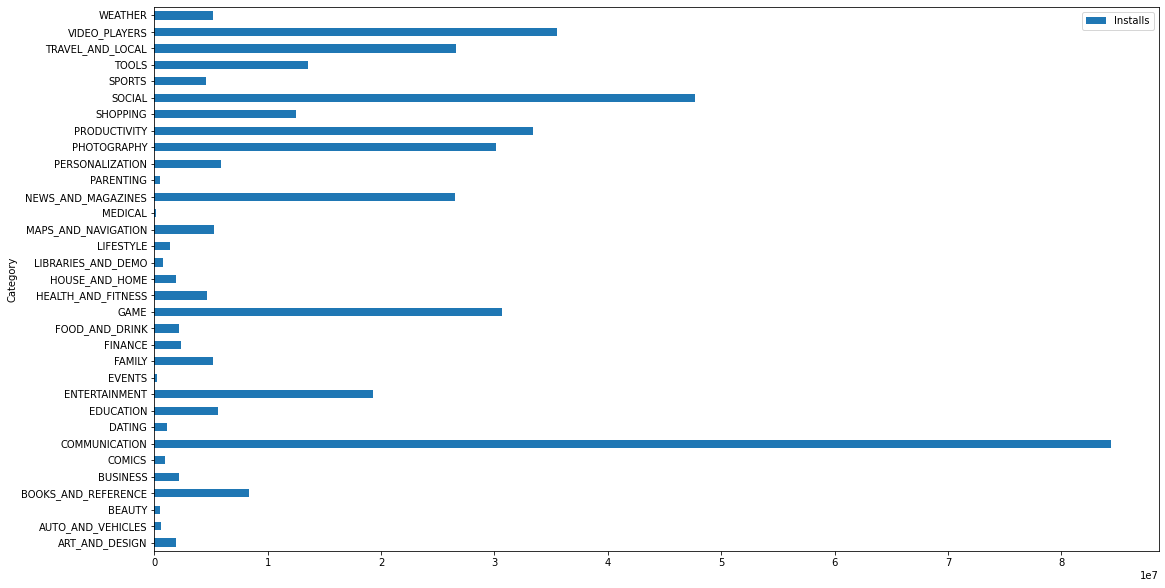 Installs
WEATHER
VIDEO_PLAYERS
TRAVEL_AND_LOCAL
TOOLS
SPORTS
SOCIAL
SHOPPING
PRODUCTIVITY
PHOTOGRAPHY
PERSONALIZATION
PARENTING
NEWS_AND_MAGAZINES
MEDICAL
MAPS_AND_NAVIGATION
LIFESTYLE
LIBRARIES_AND_DEMO
HOUSE_AND_HOME
HEALTH_AND_FITNESS
GAME
FOOD_AND_DRINK
FINANCE
FAMILY
EVENTS
ENTERTAINMENT
EDUCATION
DATING
COMMUNICATION
COMICS
BUSINESS
BOOKS_AND_REFERENCE
BEAUTY
AUTO_AND_VEHICLES
ART_AND_DESIGN
Category
0 1 2 3 4 5 6 7 8
1e7